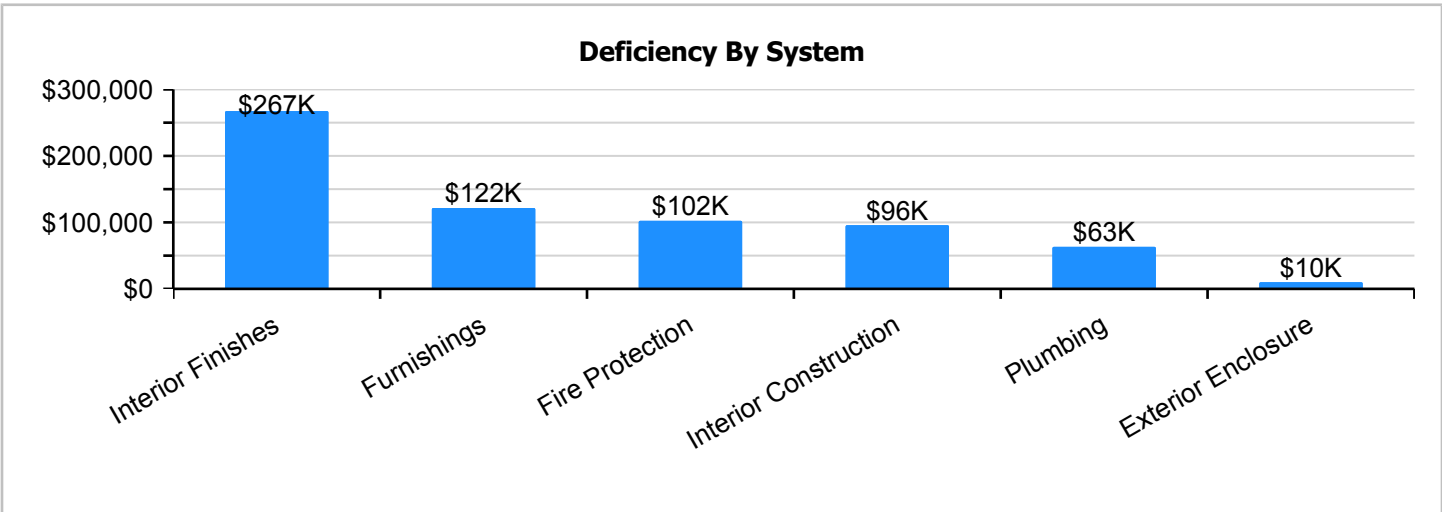 Deficiency By System
$300,000
$200,000
$100,000
$0
$267K
$122K
$102K
$96K
$63K
$10K
Interior Finishes
Furnishings
Fire Protection
Interior Construction
Plumbing
Exterior Enclosure